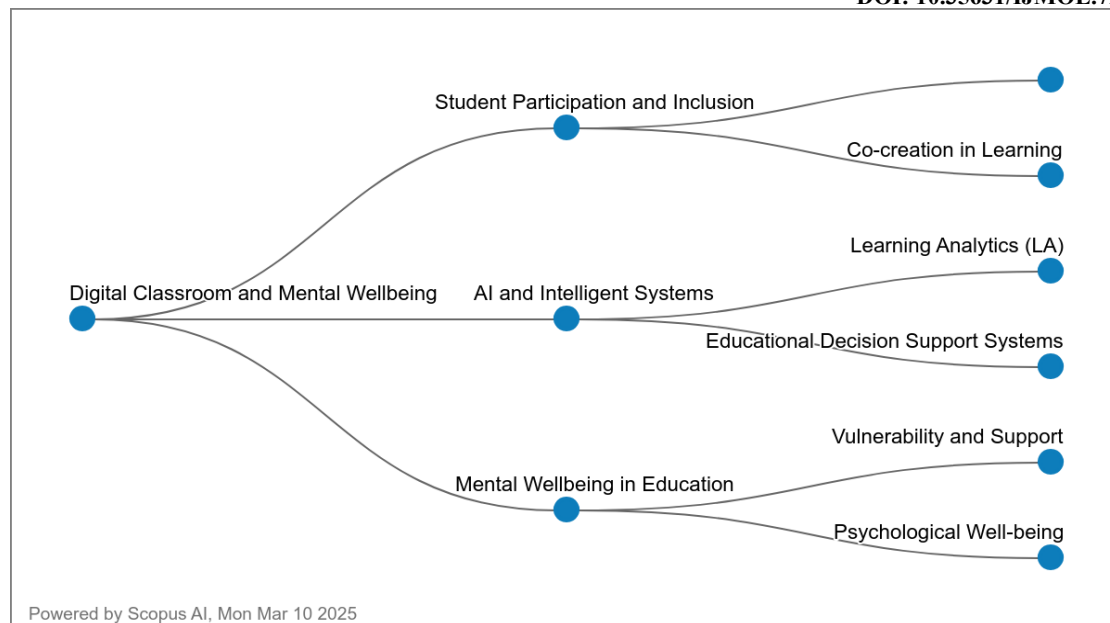 Student Participation and Inclusion
Co-creation in Learning
Learning Analytics (LA)
Digital Classroom and Mental Wellbeing
AI and Intelligent Systems
Educational Decision Support Systems
Vulnerability and Support
Mental Wellbeing in Education
Psychological Well-being
Powered by Scopus AI, Mon Mar 10 2025